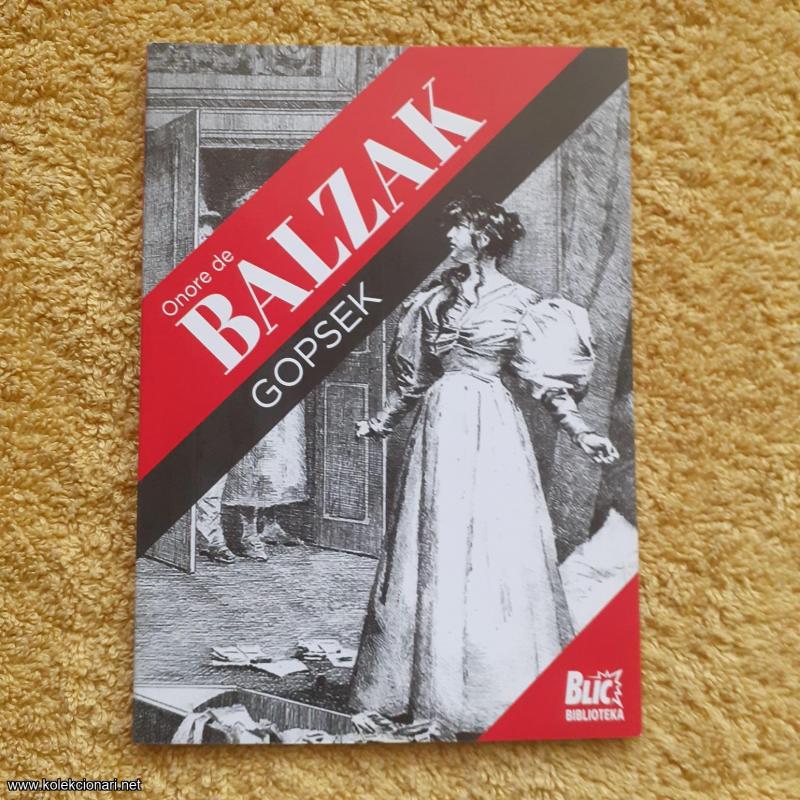 Onore de
BALZAK
GOPSEK
BLIC
BIBLIOTEKA
www.kolekcionari.net